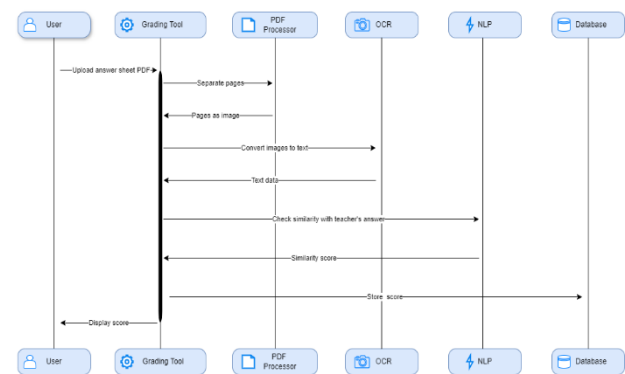 User
Grading Tool
PDF
Processor
OCR
NLP
Database
Upload answer sheet PDF
Separate pages
Pages as image
Convert images to text
Text data
Check similarity with teacher's answer
Similarity score
Store score
Display score
User
Grading Tool
PDF
Processor
OCR
NLP
Database